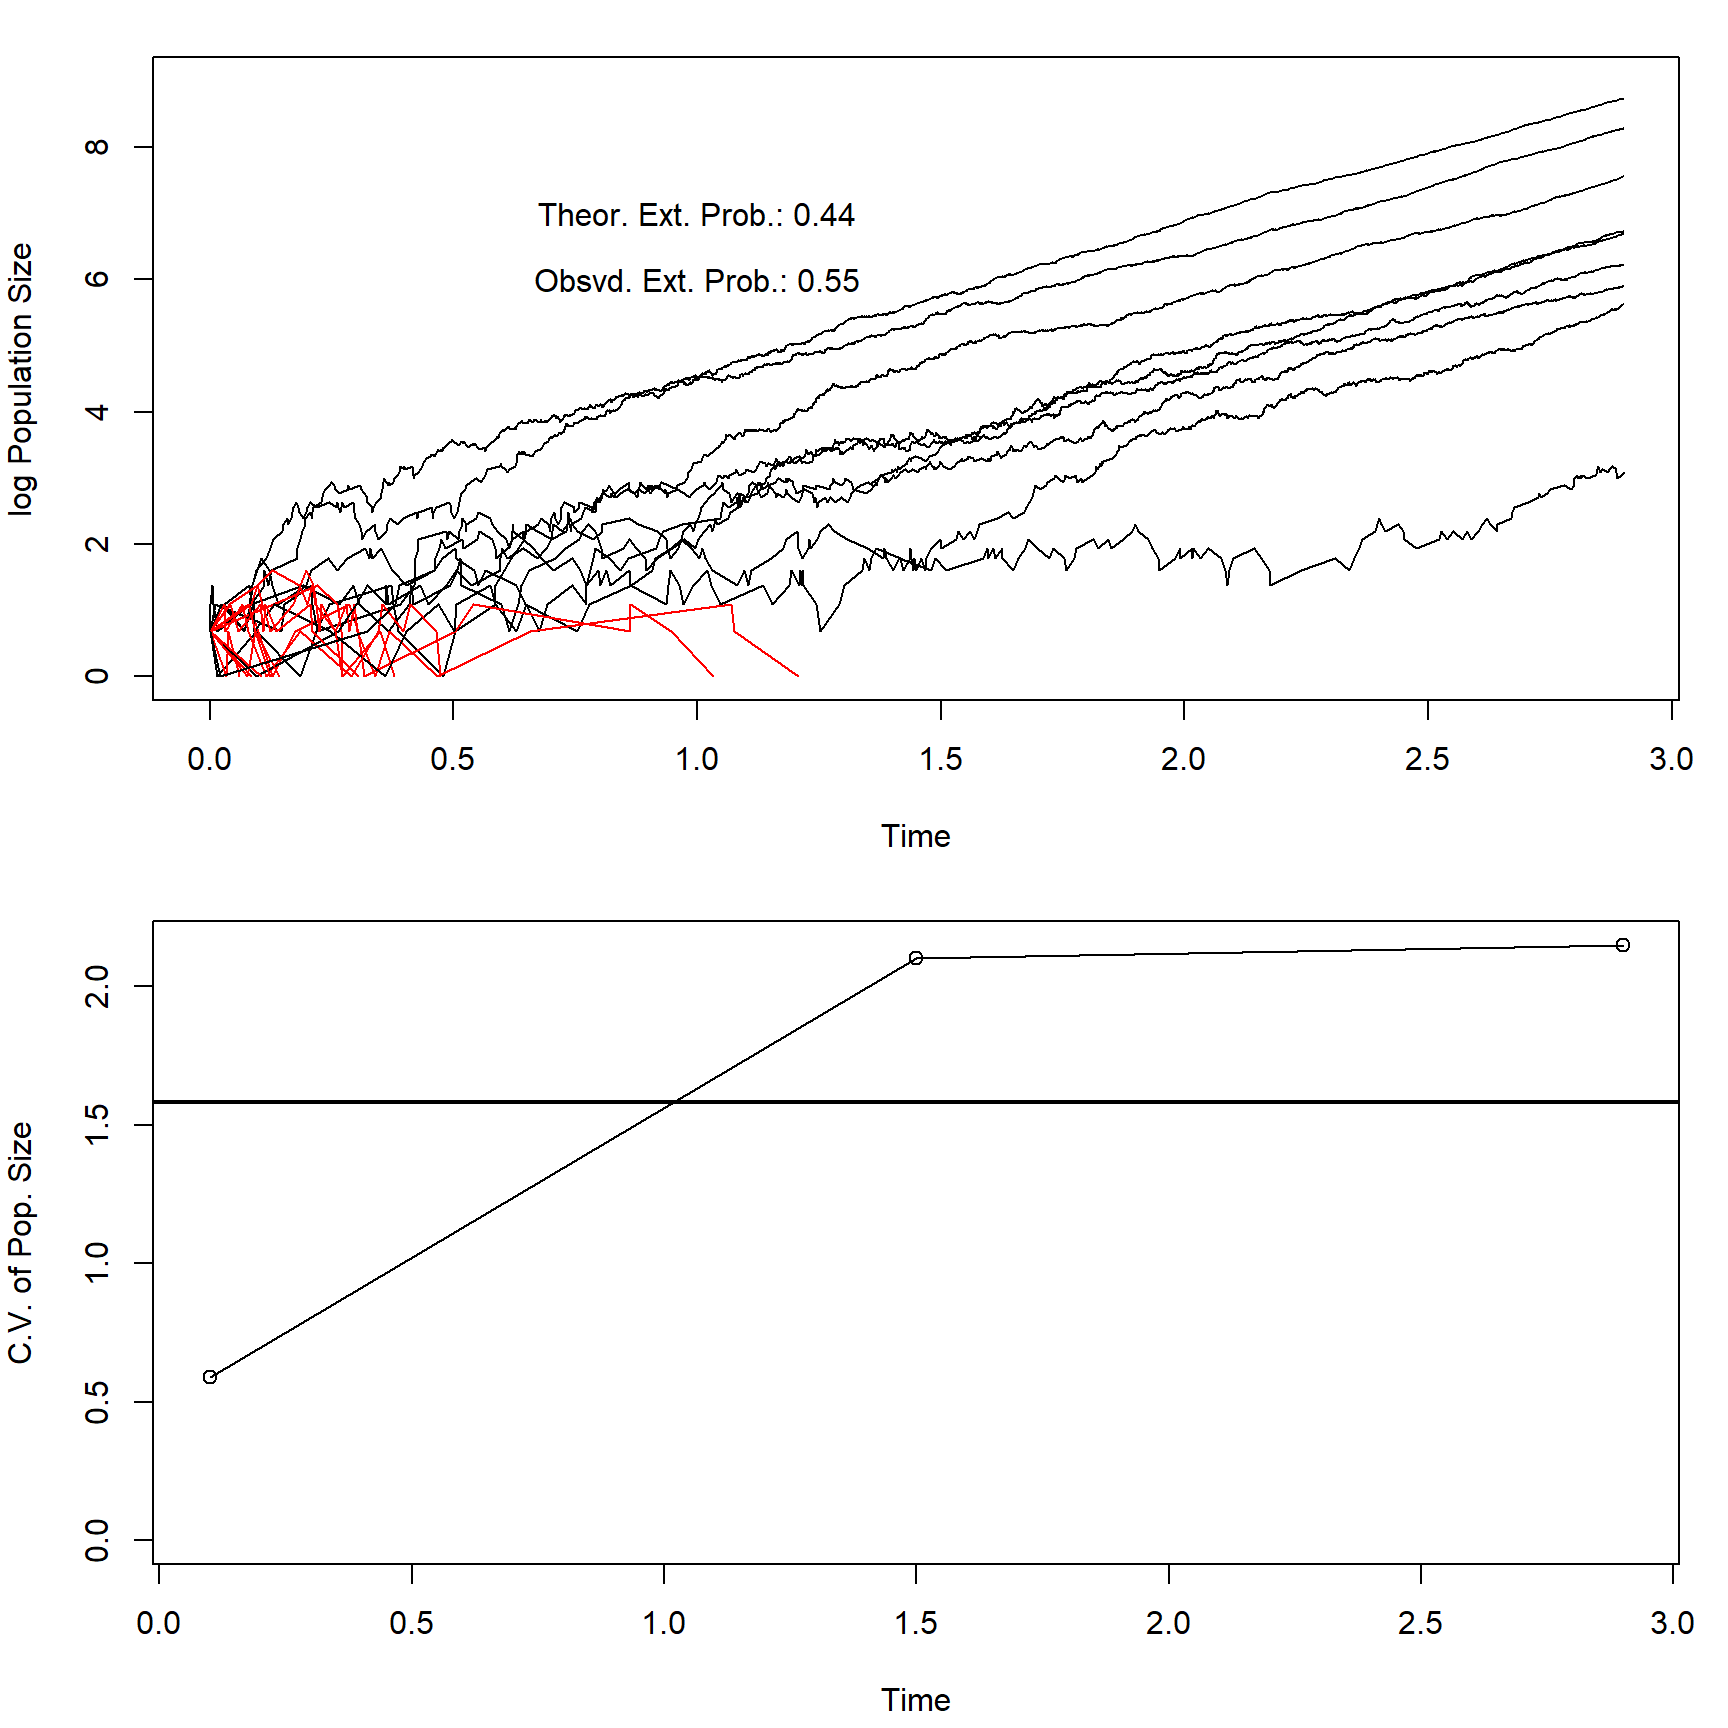 log Population Size
8
6
4
2
0
Theor. Ext. Prob.: 0.44
Obsvd. Ext. Prob.: 0.55
0.0 0.5 1.0 1.5 2.0 2.5 3.0
Time
C.V. of Pop. Size
2.0
1.5
1.0
0.5
0.0
0.0 0.5 1.0 1.5 2.0 2.5 3.0
Time